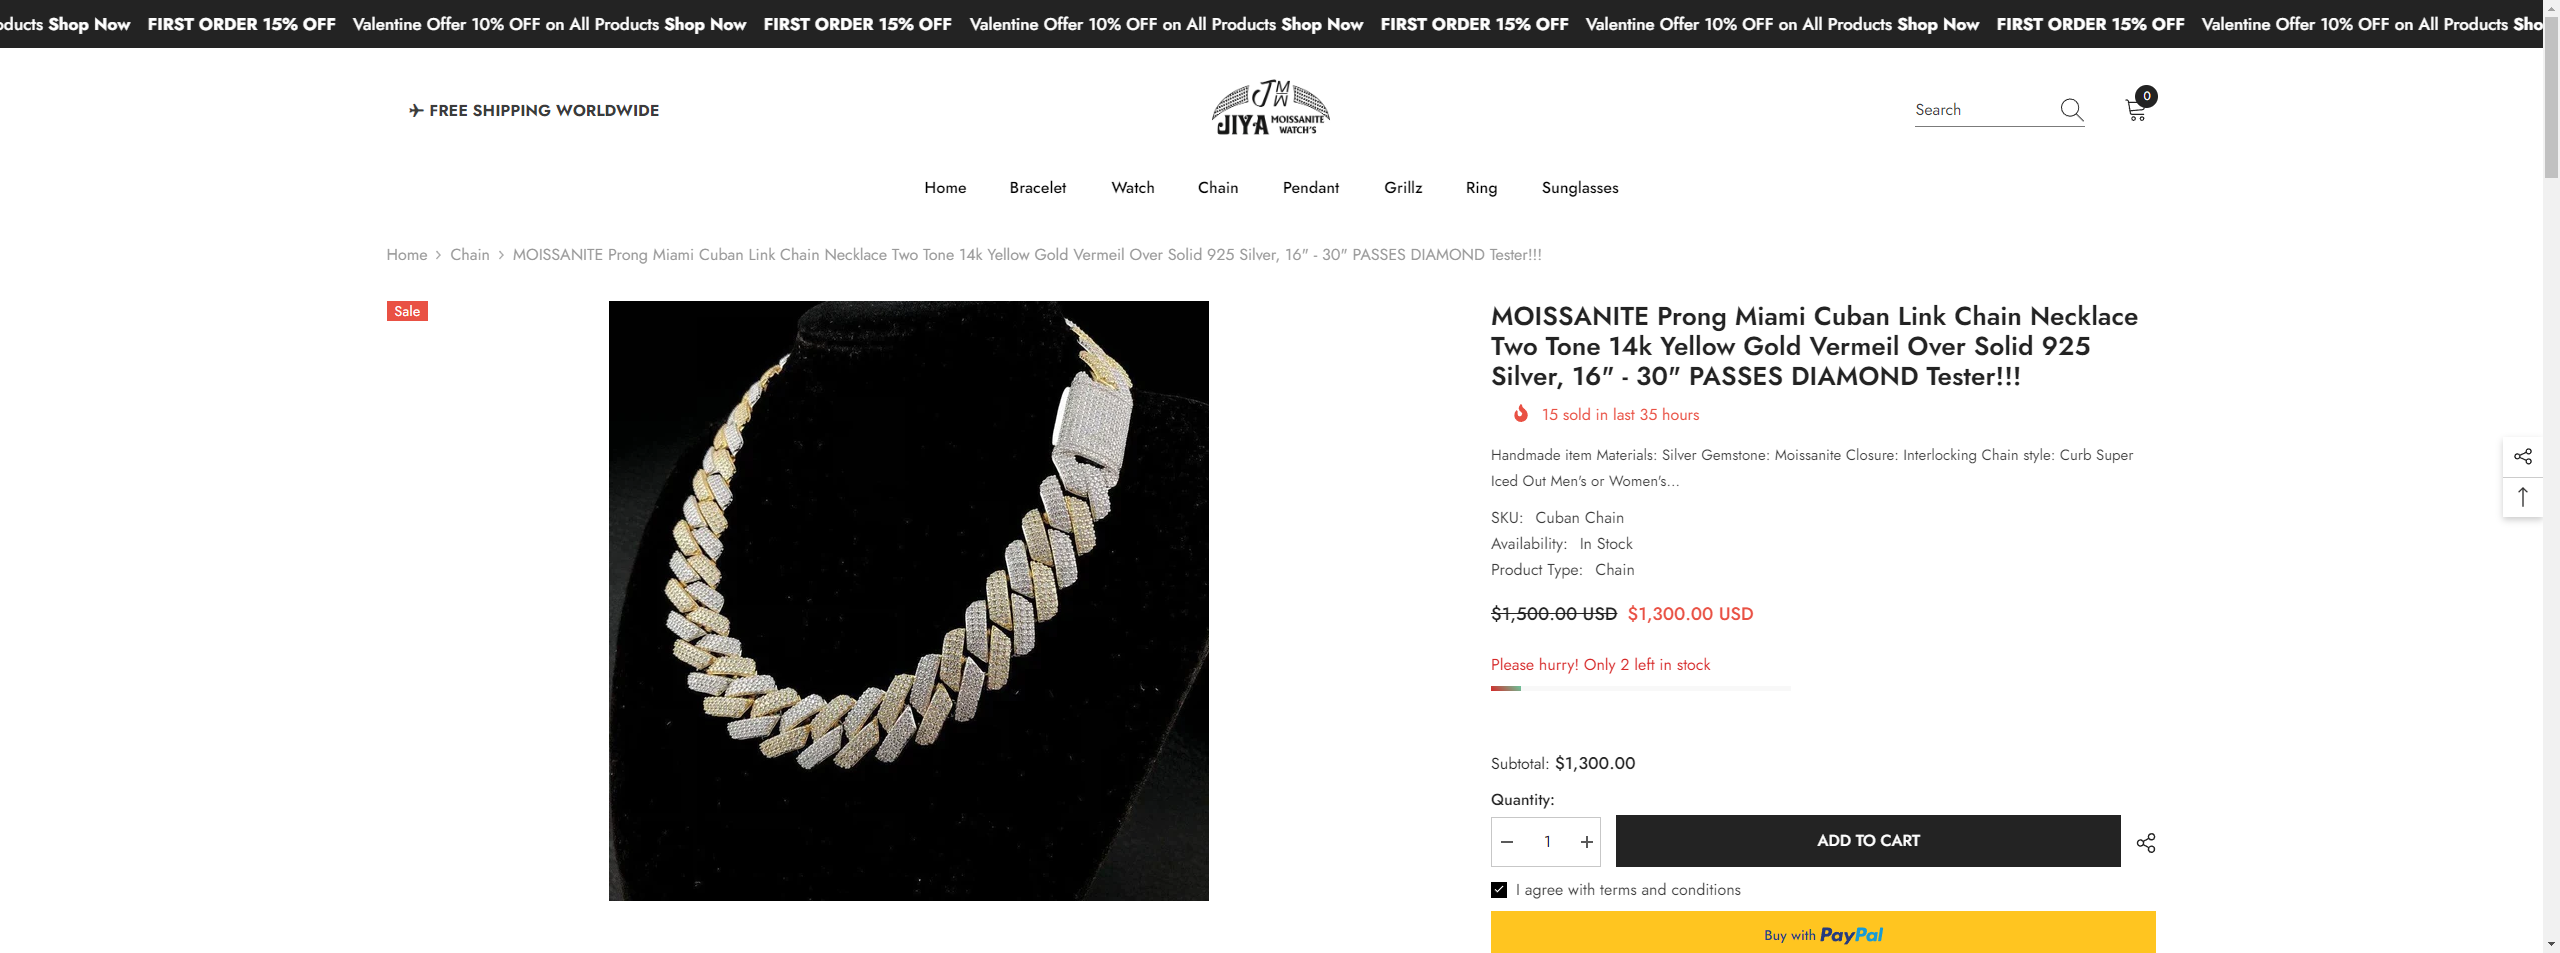 oducts Shop Now FIRST ORDER 15% OFF Valentine Offer 10% OFF on All Products Shop Now FIRST ORDER 15% OFF Valentine Offer 10% OFF on All Products Shop Now FIRST ORDER 15% OFF Valentine Offer 10% OFF on All Products Shop Now FIRST ORDER 15% OFF Valentine Offer 10% OFF on All Products Sho
FREE SHIPPING WORLDWIDE
JMW
JIYA MOISSANITE WATCH'S
Search
0
Home Bracelet Watch Chain Pendant Grillz Ring Sunglasses
Home > Chain > MOISSANITE Prong Miami Cuban Link Chain Necklace Two Tone 14k Yellow Gold Vermeil Over Solid 925 Silver, 16" - 30" PASSES DIAMOND Tester!!!
Sale
MOISSANITE Prong Miami Cuban Link Chain Necklace
Two Tone 14k Yellow Gold Vermeil Over Solid 925
Silver, 16" - 30" PASSES DIAMOND Tester!!!
15 sold in last 35 hours
Handmade item Materials: Silver Gemstone: Moissanite Closure: Interlocking Chain style: Curb Super
Iced Out Men's or Women's...
SKU: Cuban Chain
Availability: In Stock
Product Type: Chain
$1,500.00 USD $1,300.00 USD
Please hurry! Only 2 left in stock
Subtotal: $1,300.00
Quantity:
1
ADD TO CART
I agree with terms and conditions
Buy with PayPal